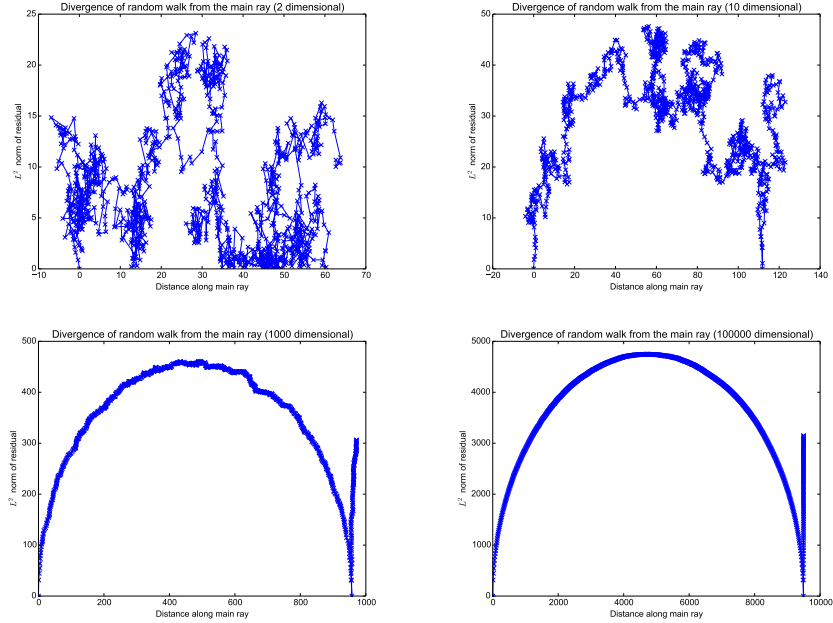 Divergence of random walk from the main ray (2 dimensional)
25
20
15
10
5
0
L² norm of residual
−10 0 10 20 30 40 50 60 70
Distance along main ray
Divergence of random walk from the main ray (10 dimensional)
50
40
30
20
10
0
L² norm of residual
−20 0 20 40 60 80 100 120 140
Distance along main ray
Divergence of random walk from the main ray (1000 dimensional)
500
400
300
200
100
0
L² norm of residual
0 200 400 600 800 1000
Distance along main ray
Divergence of random walk from the main ray (100000 dimensional)
5000
4000
3000
2000
1000
0
L² norm of residual
0 2000 4000 6000 8000 10000
Distance along main ray